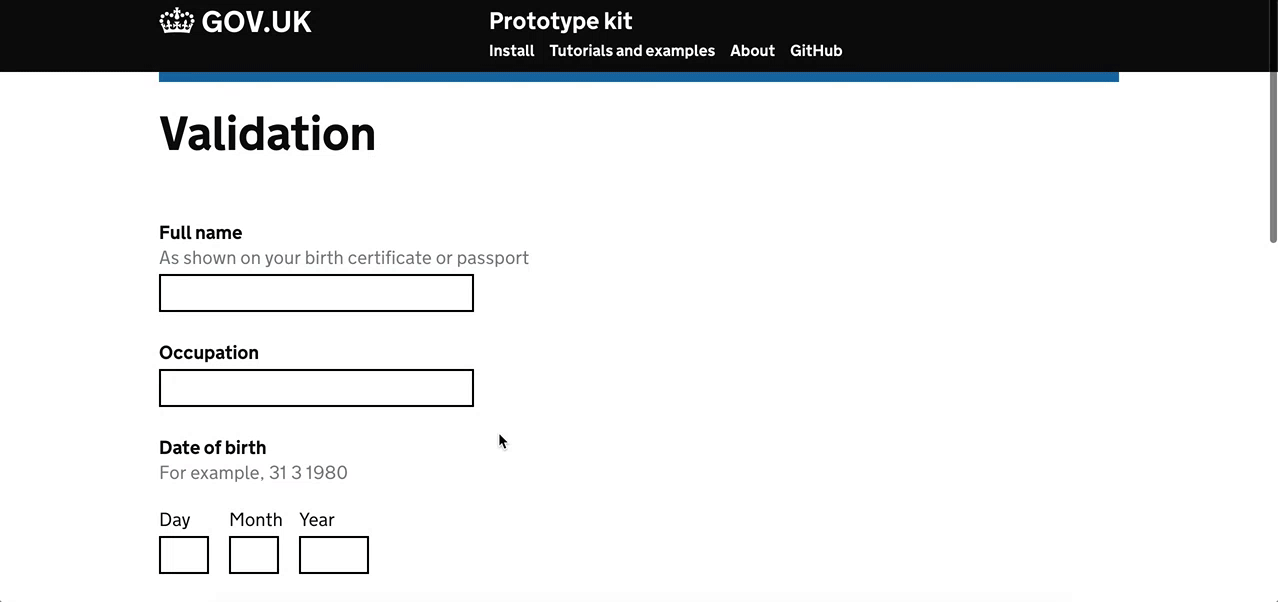 GOV.UK
Prototype kit
Install Tutorials and examples About GitHub
Validation
Full name
As shown on your birth certificate or passport
Occupation
Date of birth
For example, 31 3 1980
Day Month Year